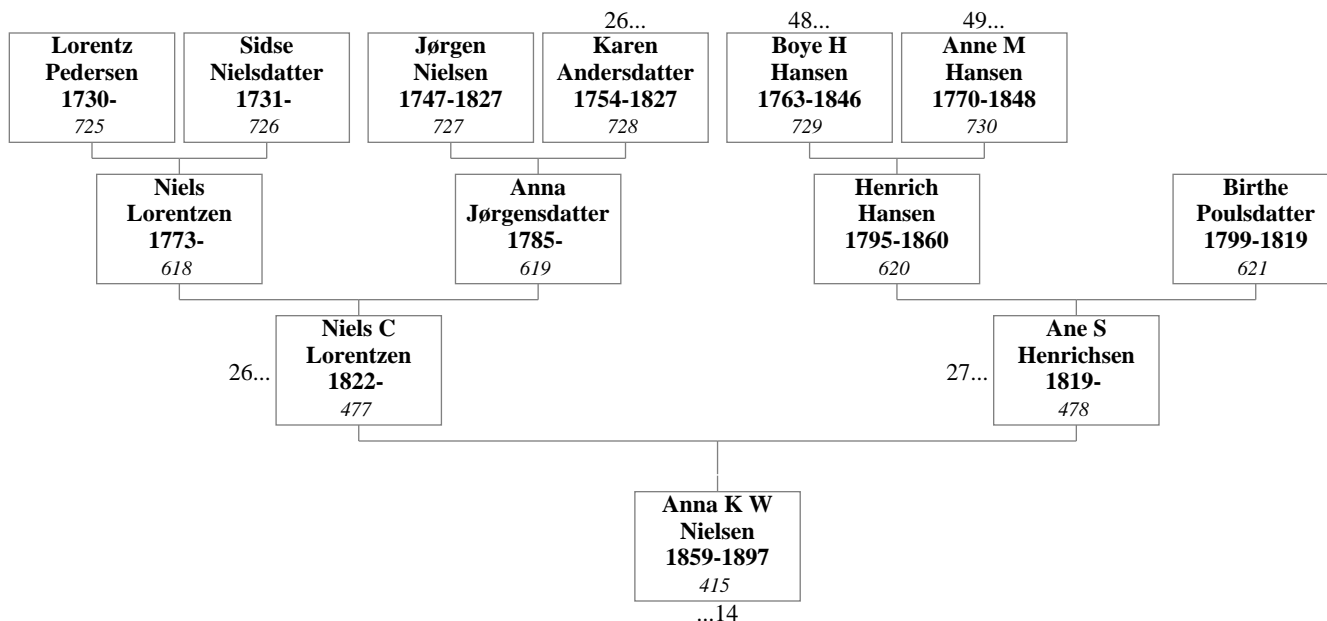 26...
48...
49...
Lorentz
Pedersen
1730-
725
Sidse
Nielsdatter
1731-
726
Jørgen
Nielsen
1747-1827
727
Karen
Andersdatter
1754-1827
728
Boye H
Hansen
1763-1846
729
Anne M
Hansen
1770-1848
730
Niels
Lorentzen
1773-
618
Anna
Jørgensdatter
1785-
619
Henrich
Hansen
1795-1860
620
Birthe
Poulsdatter
1799-1819
621
26...
Niels C
Lorentzen
1822-
477
27...
Ane S
Henrichsen
1819-
478
Anna K W
Nielsen
1859-1897
415
...14